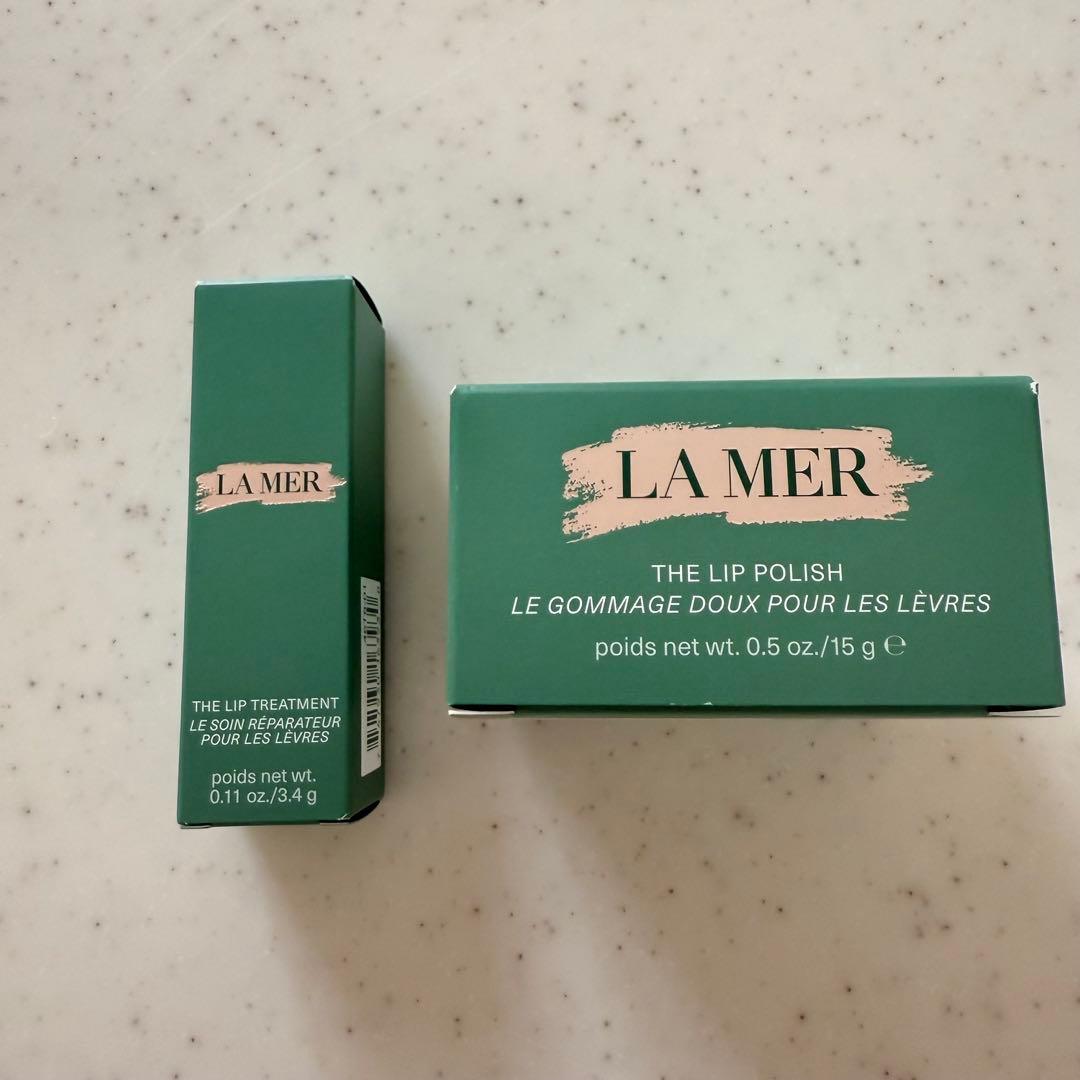 LA MER
THE LIP TREATMENT
LE SOIN RÉPARATEUR
POUR LES LÈVRES
poids net wt.
0.11 oz./3.4 g
LA MER
THE LIP POLISH
LE GOMMAGE DOUX POUR LES LÈVRES
poids net wt. 0.5 oz./15 g ℮